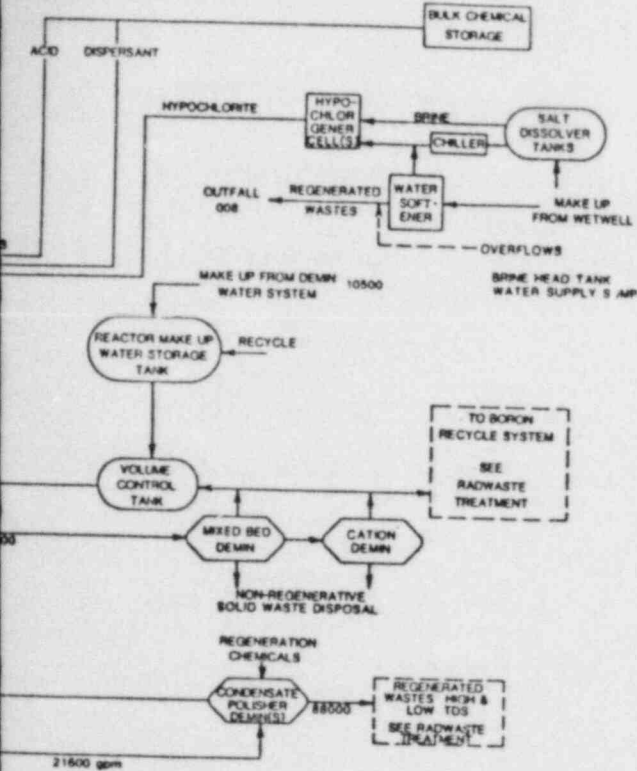 BULK CHEMICAL
STORAGE
ACID DISPERSANT
HYPOCHLORITE
HYPO-
CHLOR
GENER
CELL(S)
BRINE
CHILLER
SALT
DISSOLVER
TANKS
OUTFALL
008
REGENERATED
WASTES
WATER
SOFT-
ENER
MAKE UP
FROM WETWELL
OVERFLOWS
BRINE HEAD TANK
WATER SUPPLY
MAKE UP FROM DEMIN
WATER SYSTEM
10500
REACTOR MAKE UP
WATER STORAGE
TANK
RECYCLE
TO BORON
RECYCLE SYSTEM
SEE
RADWASTE
TREATMENT
VOLUME
CONTROL
TANK
MIXED BED
DEMIN
CATION
DEMIN
NON-REGENERATIVE
SOLID WASTE DISPOSAL
REGENERATION
CHEMICALS
CONDENSATE
POLISHER
DEMIN(S)
88000
REGENERATED
WASTES HIGH &
LOW TDS
SEE RADWASTE
TREATMENT
21600 gpm